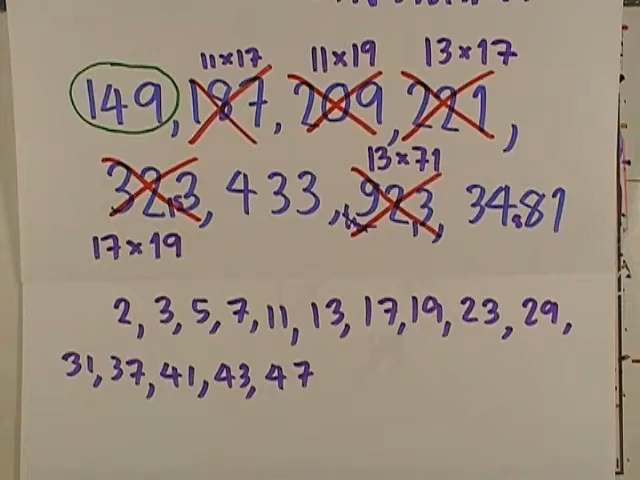 11×17 11×19 13×17
149, 187, 209, 221,
13×71
323, 433, 923, 3481
17×19
2, 3, 5, 7, 11, 13, 17, 19, 23, 29,
31, 37, 41, 43, 47